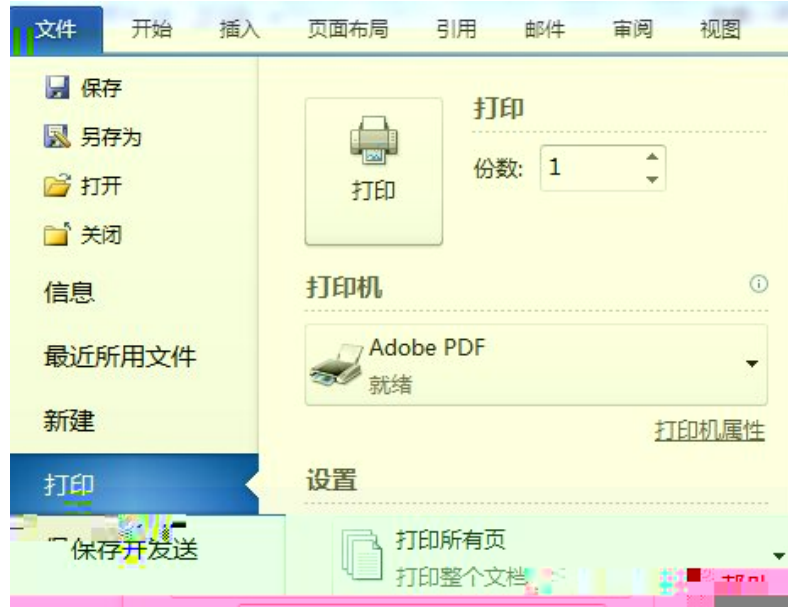 文件 开始 插入 页面布局 引用 邮件 审阅 视图
保存
另存为
打开
关闭
信息
最近所用文件
新建
打印
保存并发送
打印
打印
份数: 1
打印机
Adobe PDF
就绪
打印机属性
设置
打印所有页
打印整个文档